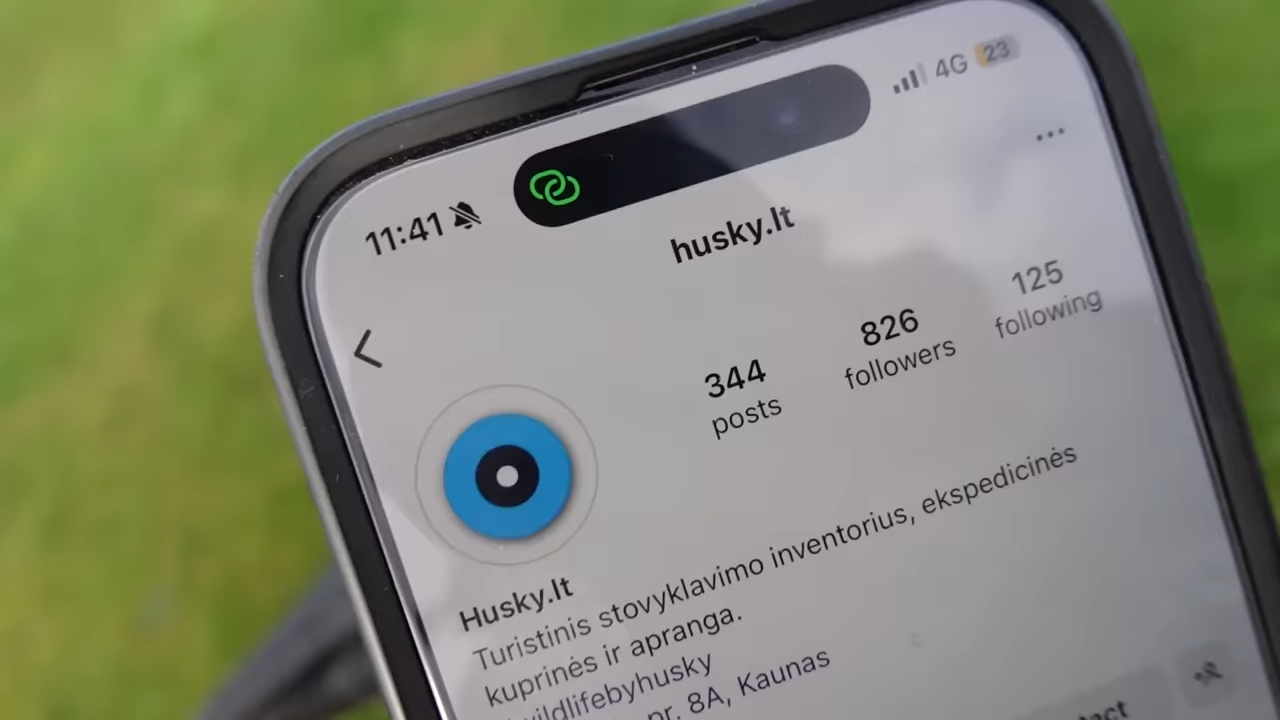 11:41
4G 23
husky.lt
344 826 125
posts followers following
Husky.lt
Turistinis stovyklavimo inventorius, ekspedicinės
kuprinės ir apranga.
wildlifebyhusky
pr. 8A, Kaunas